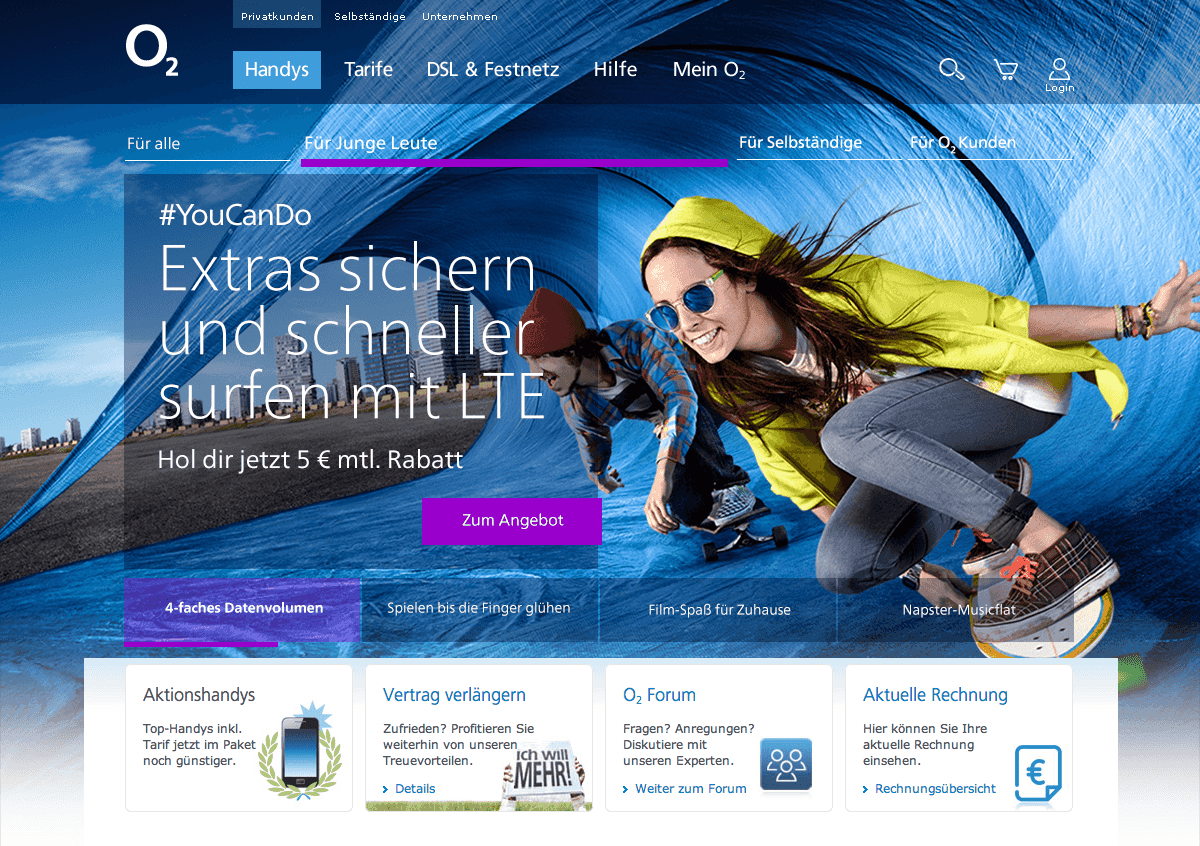 Privatkunden Selbständige Unternehmen
O2
Handys Tarife DSL & Festnetz Hilfe Mein O2
Login
Für alle Für Junge Leute Für Selbständige Für O2 Kunden
#YouCanDo
Extras sichern
und schneller
surfen mit LTE
Hol dir jetzt 5 € mtl. Rabatt
Zum Angebot
4-faches Datenvolumen Spielen bis die Finger glühen Film-Spaß für Zuhause Napster-Musicflat
Aktionshandys
Top-Handys inkl.
Tarif jetzt im Paket
noch günstiger.
Vertrag verlängern
Zufrieden? Profitieren Sie
weiterhin von unseren
Treuevorteilen.
Details
ich will
MEHR!
O2 Forum
Fragen? Anregungen?
Diskutiere mit
unseren Experten.
Weiter zum Forum
Aktuelle Rechnung
Hier können Sie Ihre
aktuelle Rechnung
einsehen.
Rechnungsübersicht
€